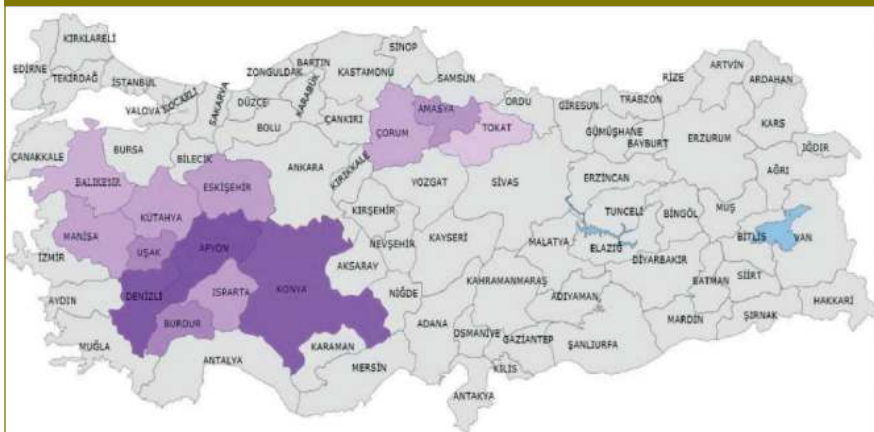 KIRKLARELİ
EDİRNE
TEKİRDAĞ
İSTANBUL
YALOVA
KOCAELİ
SAKARYA
DÜZCE
ZONGULDAK
BARTIN
KARABÜK
KASTAMONU
SİNOP
SAMSUN
ORDU
GİRESUN
TRABZON
RİZE
ARTVİN
ARDAHAN
KARS
IĞDIR
AĞRI
ERZURUM
BAYBURT
GÜMÜŞHANE
TOKAT
AMASYA
ÇORUM
ÇANKIRI
BOLU
BİLECİK
BURSA
ÇANAKKALE
BALIKESİR
KÜTAHYA
ESKİŞEHİR
ANKARA
KIRIKKALE
YOZGAT
SİVAS
ERZİNCAN
TUNCELİ
BİNGÖL
MUŞ
BİTLİS
VAN
ELAZIĞ
MALATYA
KAYSERİ
KIRŞEHİR
NEVŞEHİR
AKSARAY
KONYA
AFYON
UŞAK
MANİSA
İZMİR
AYDIN
DENİZLİ
ISPARTA
BURDUR
MUĞLA
ANTALYA
KARAMAN
MERSİN
NİĞDE
ADANA
KAHRAMANMARAŞ
OSMANİVE
GAZİANTEP
KİLİS
ANTAKYA
ADIYAMAN
ŞANLIURFA
DİYARBAKIR
MARDİN
BATMAN
SİİRT
ŞIRNAK
HAKKARİ